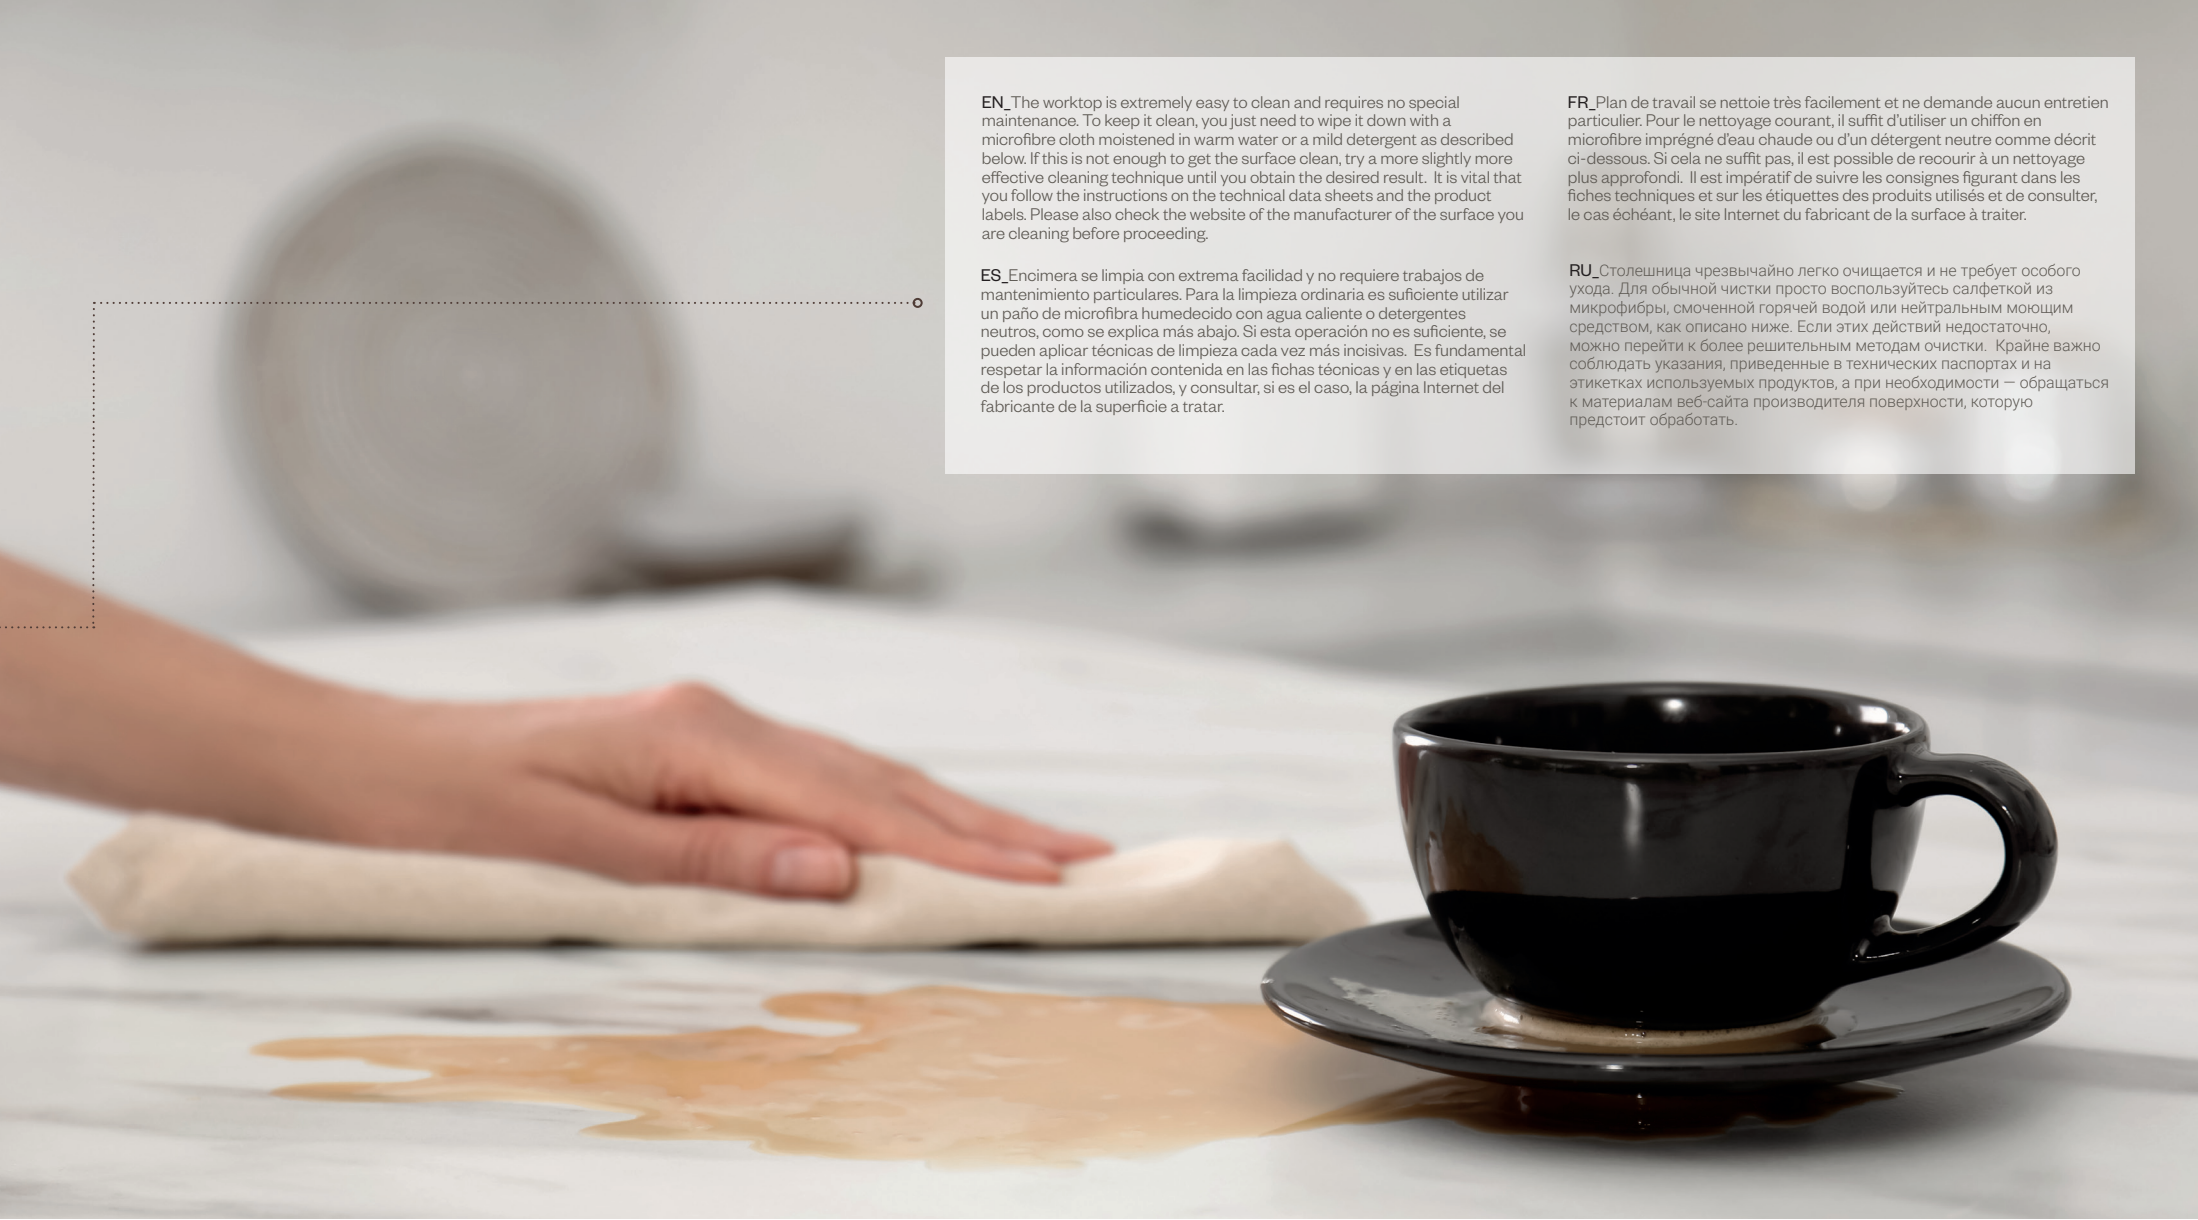 EN_The worktop is extremely easy to clean and requires no special
maintenance. To keep it clean, you just need to wipe it down with a
microfibre cloth moistened in warm water or a mild detergent as described
below. If this is not enough to get the surface clean, try a more slightly more
effective cleaning technique until you obtain the desired result.  It is vital that
you follow the instructions on the technical data sheets and the product
labels. Please also check the website of the manufacturer of the surface you
are cleaning before proceeding.
ES_Encimera se limpia con extrema facilidad y no requiere trabajos de
mantenimiento particulares. Para la limpieza ordinaria es suficiente utilizar
un paño de microfibra humedecido con agua caliente o detergentes
neutros, como se explica más abajo. Si esta operación no es suficiente, se
pueden aplicar técnicas de limpieza cada vez más incisivas.  Es fundamental
respetar la información contenida en las fichas técnicas y en las etiquetas
de los productos utilizados, y consultar, si es el caso, la página Internet del
fabricante de la superficie a tratar.
FR_Plan de travail se nettoie très facilement et ne demande aucun entretien
particulier. Pour le nettoyage courant, il suffit d'utiliser un chiffon en
microfibre imprégné d'eau chaude ou d'un détergent neutre comme décrit
ci-dessous. Si cela ne suffit pas, il est possible de recourir à un nettoyage
plus approfondi.  Il est impératif de suivre les consignes figurant dans les
fiches techniques et sur les étiquettes des produits utilisés et de consulter,
le cas échéant, le site Internet du fabricant de la surface à traiter.
RU_Столешница чрезвычайно легко очищается и не требует особого
ухода. Для обычной чистки просто воспользуйтесь салфеткой из
микрофибры, смоченной горячей водой или нейтральным моющим
средством, как описано ниже. Если этих действий недостаточно,
можно перейти к более решительным методам очистки.  Крайне важно
соблюдать указания, приведенные в технических паспортах и на
этикетках используемых продуктов, а при необходимости — обращаться
к материалам веб-сайта производителя поверхности, которую
предстоит обработать.